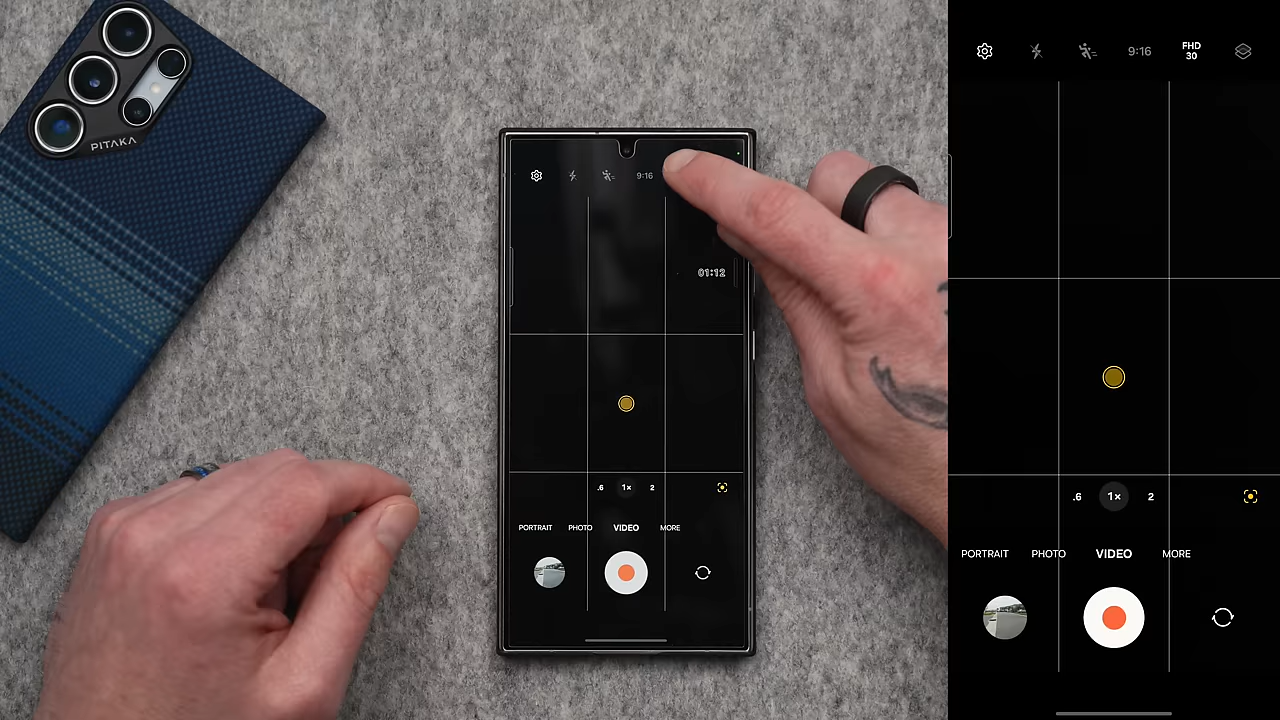 PITAKA
9:16
01:12
.6 1× 2
PORTRAIT PHOTO VIDEO MORE
9:16
FHD
30
.6 1× 2
PORTRAIT PHOTO VIDEO MORE